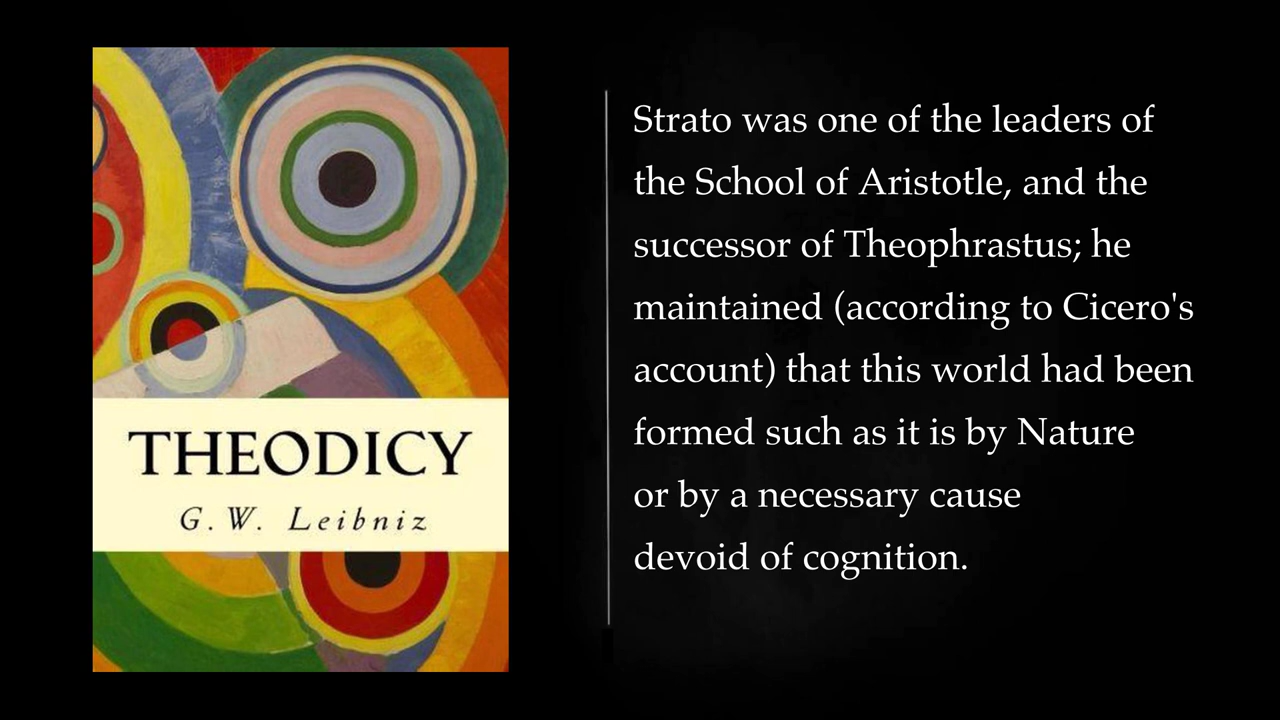 THEODICY
G. W. Leibniz
Strato was one of the leaders of
the School of Aristotle, and the
successor of Theophrastus; he
maintained (according to Cicero's
account) that this world had been
formed such as it is by Nature
or by a necessary cause
devoid of cognition.